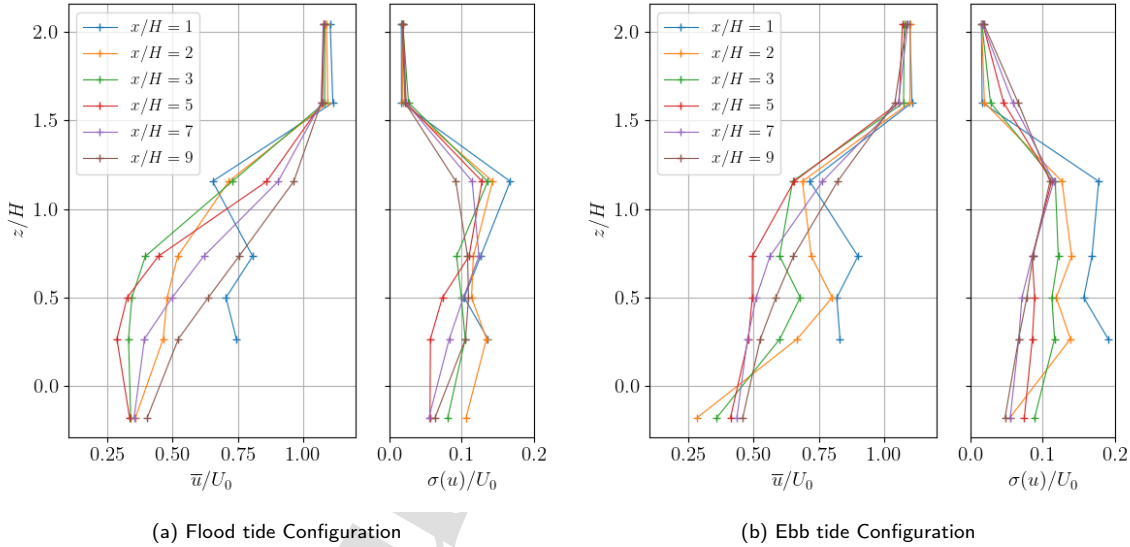 2.0
1.5
1.0
0.5
0.0
z/H
x/H = 1
x/H = 2
x/H = 3
x/H = 5
x/H = 7
x/H = 9
0.25 0.50 0.75 1.00
u̅/U₀
0.0 0.1 0.2
σ(u)/U₀
(a) Flood tide Configuration
2.0
1.5
1.0
0.5
0.0
z/H
x/H = 1
x/H = 2
x/H = 3
x/H = 5
x/H = 7
x/H = 9
0.25 0.50 0.75 1.00
u̅/U₀
0.0 0.1 0.2
σ(u)/U₀
(b) Ebb tide Configuration